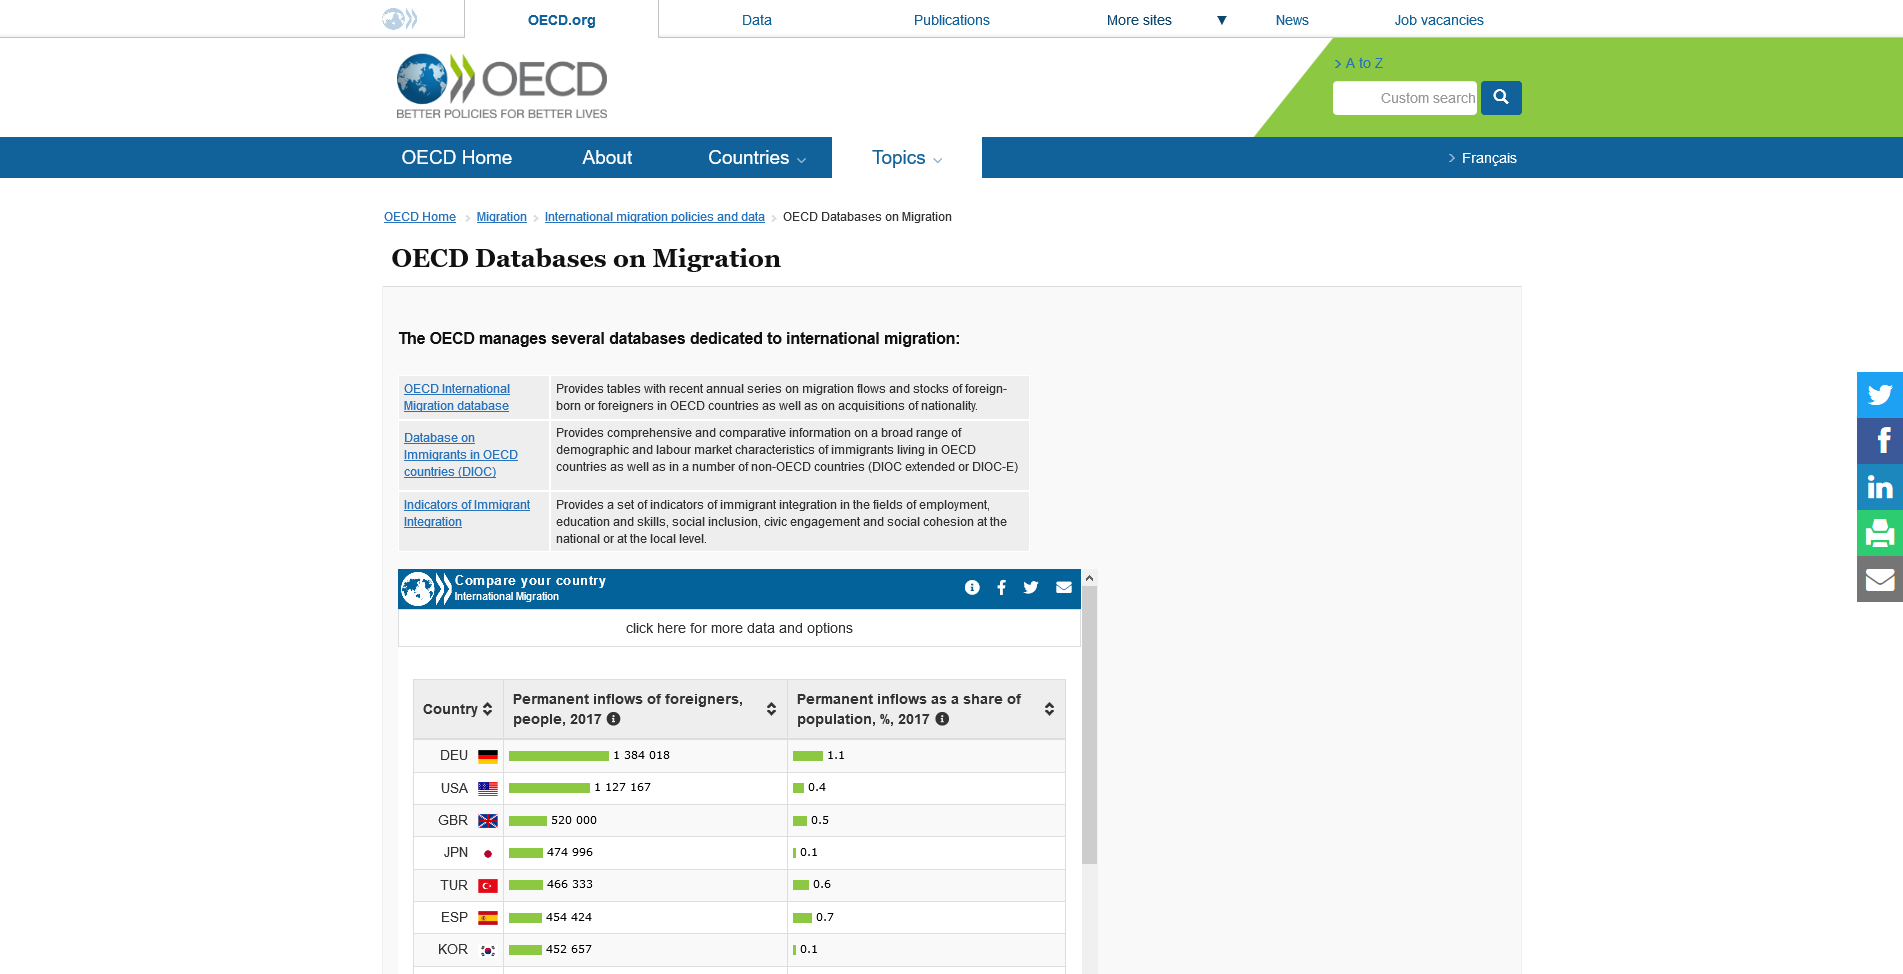 OECD.org
Data
Publications
More sites ▼
News
Job vacancies
OECD
BETTER POLICIES FOR BETTER LIVES
> A to Z
Custom search
OECD Home
About
Countries
Topics
> Français
OECD Home > Migration > International migration policies and data > OECD Databases on Migration
OECD Databases on Migration
The OECD manages several databases dedicated to international migration:
OECD International
Migration database
Provides tables with recent annual series on migration flows and stocks of foreign-
born or foreigners in OECD countries as well as on acquisitions of nationality.
Database on
Immigrants in OECD
countries (DIOC)
Provides comprehensive and comparative information on a broad range of
demographic and labour market characteristics of immigrants living in OECD
countries as well as in a number of non-OECD countries (DIOC extended or DIOC-E)
Indicators of Immigrant
Integration
Provides a set of indicators of immigrant integration in the fields of employment,
education and skills, social inclusion, civic engagement and social cohesion at the
national or at the local level.
Compare your country
International Migration
click here for more data and options
Country
Permanent inflows of foreigners,
people, 2017
Permanent inflows as a share of
population, %, 2017
DEU 1 384 018 1.1
USA 1 127 167 0.4
GBR 520 000 0.5
JPN 474 996 0.1
TUR 466 333 0.6
ESP 454 424 0.7
KOR 452 657 0.1